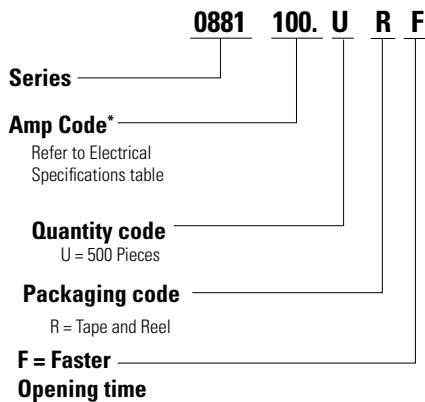 0881 100. U R F
Series
Amp Code*
Refer to Electrical
Specifications table
Quantity code
U = 500 Pieces
Packaging code
R = Tape and Reel
F = Faster
Opening time